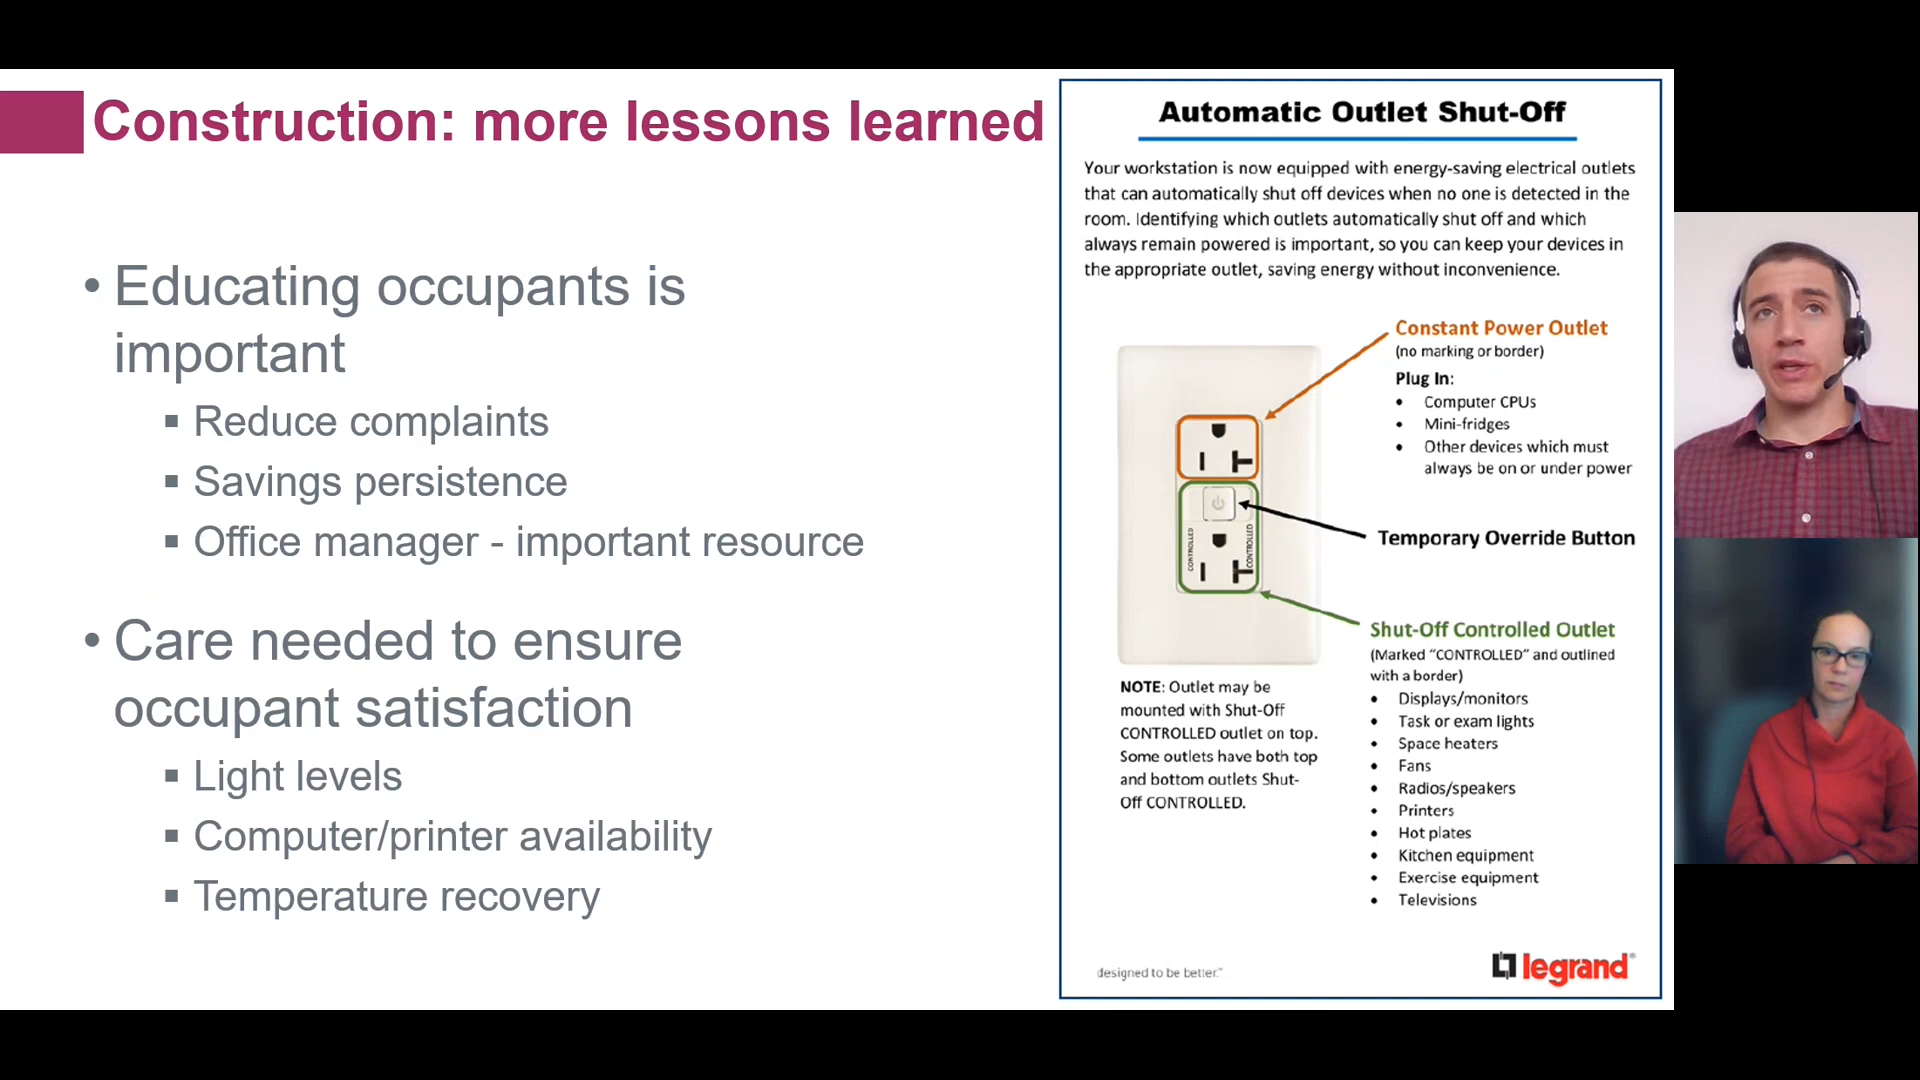 Construction: more lessons learned
• Educating occupants is
important
▪ Reduce complaints
▪ Savings persistence
▪ Office manager - important resource
• Care needed to ensure
occupant satisfaction
▪ Light levels
▪ Computer/printer availability
▪ Temperature recovery
Automatic Outlet Shut-Off
Your workstation is now equipped with energy-saving electrical outlets
that can automatically shut off devices when no one is detected in the
room. Identifying which outlets automatically shut off and which
always remain powered is important, so you can keep your devices in
the appropriate outlet, saving energy without inconvenience.
Constant Power Outlet
(no marking or border)
Plug In:
• Computer CPUs
• Mini-fridges
• Other devices which must
always be on or under power
Temporary Override Button
CONTROLLED
CONTROLLED
Shut-Off Controlled Outlet
(Marked “CONTROLLED” and outlined
with a border)
• Displays/monitors
• Task or exam lights
• Space heaters
• Fans
• Radios/speakers
• Printers
• Hot plates
• Kitchen equipment
• Exercise equipment
• Televisions
NOTE: Outlet may be
mounted with Shut-Off
CONTROLLED outlet on top.
Some outlets have both top
and bottom outlets Shut-
Off CONTROLLED.
designed to be better.™
legrand®